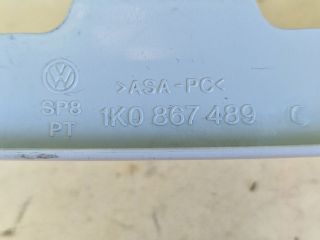 >ASA-PC<
SP8
PT
1K0 867 489 C